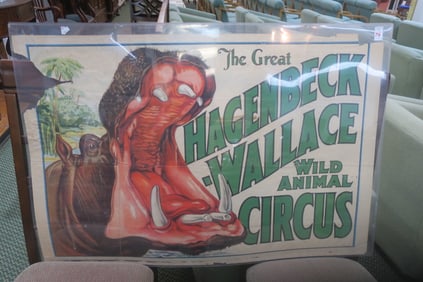 The Great
HAGENBECK
WALLACE
WILD
ANIMAL
CIRCUS